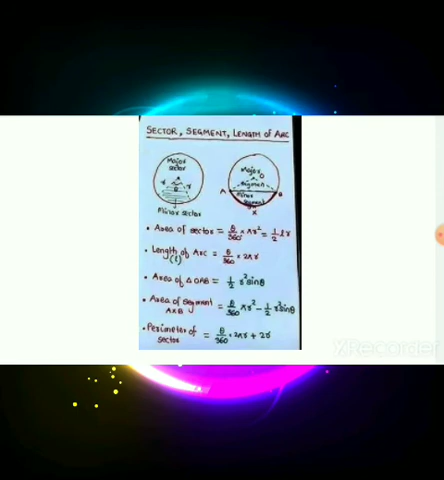 SECTOR, SEGMENT, LENGTH of ARC
Major sector
r θ r
Minor sector
Major segment
O
A B
Minor segment
X
• Area of sector = θ/360° × πr² = 1/2 lr
• Length of Arc (l) = θ/360 × 2πr
• Area of △ OAB = 1/2 r² sinθ
• Area of segment AXB = θ/360 πr² - 1/2 r² sinθ
• Perimeter of sector = θ/360 × 2πr + 2r
XRecorder